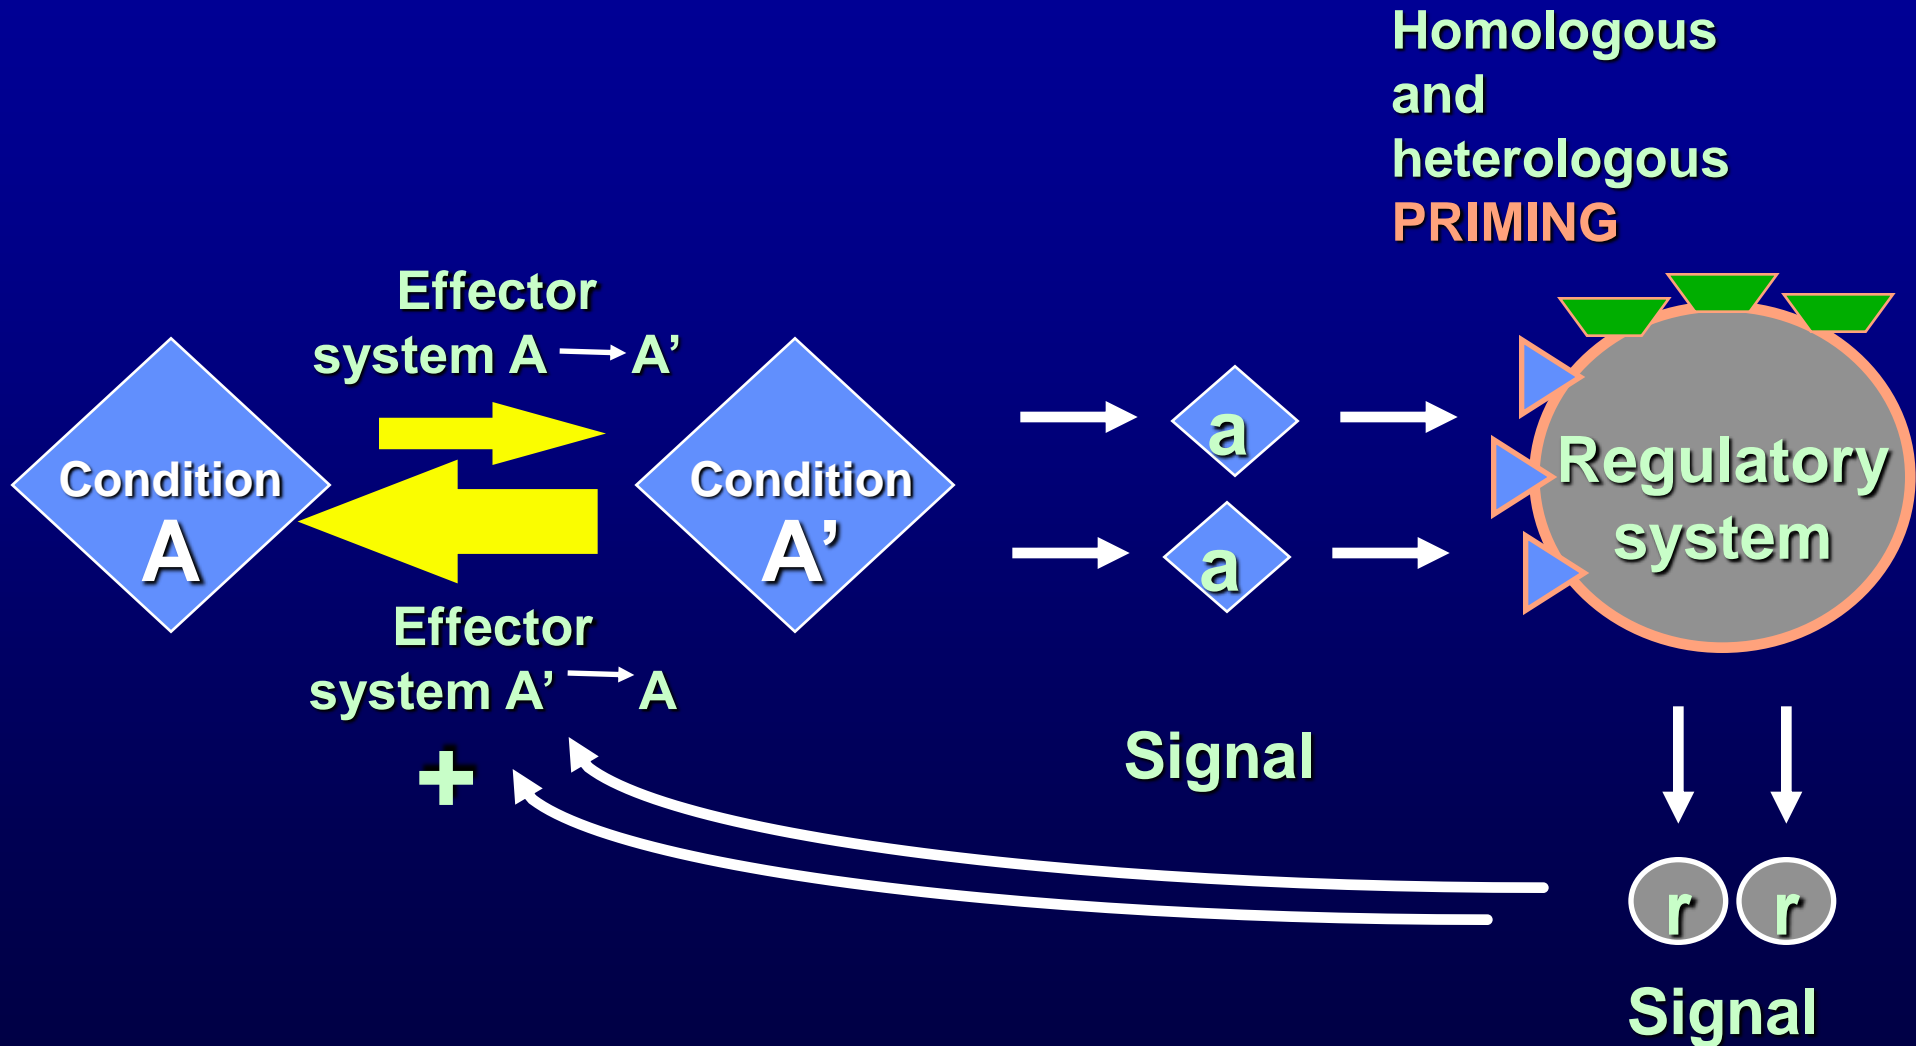 Homologous
and
heterologous
PRIMING
Effector
system A → A’
Condition
A
Condition
A’
a
a
Regulatory
system
Effector
system A’ → A
+
Signal
r r
Signal